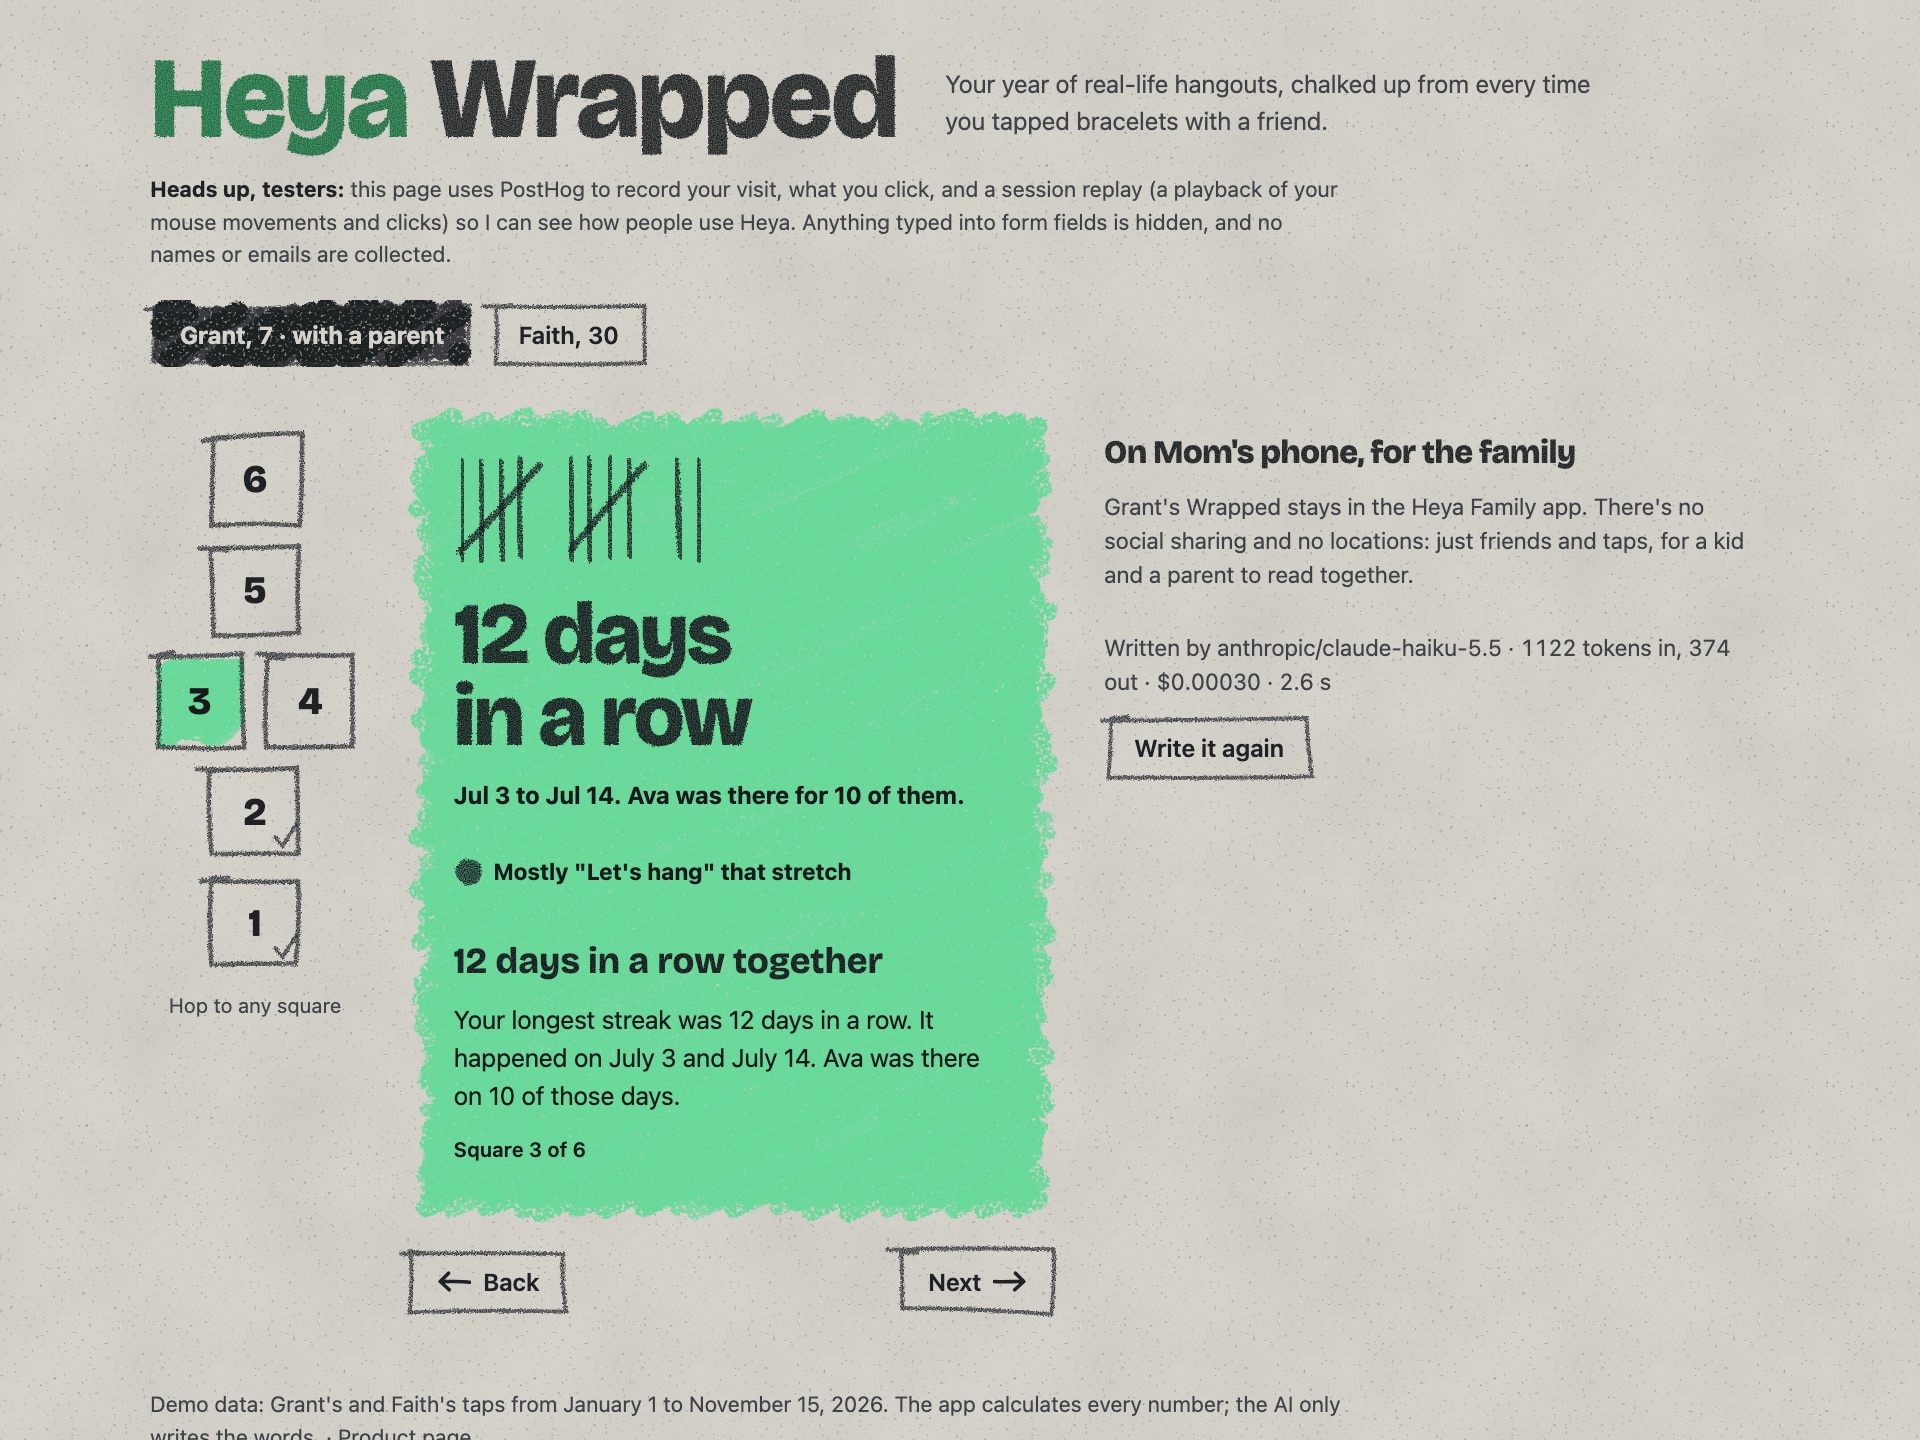 Heya Wrapped
Your year of real-life hangouts, chalked up from every time
you tapped bracelets with a friend.
Heads up, testers: this page uses PostHog to record your visit, what you click, and a session replay (a playback of your
mouse movements and clicks) so I can see how people use Heya. Anything typed into form fields is hidden, and no
names or emails are collected.
Grant, 7 · with a parent
Faith, 30
6
5
3
4
2
1
Hop to any square
12 days
in a row
Jul 3 to Jul 14. Ava was there for 10 of them.
Mostly "Let's hang" that stretch
12 days in a row together
Your longest streak was 12 days in a row. It
happened on July 3 and July 14. Ava was there
on 10 of those days.
Square 3 of 6
← Back
Next →
On Mom's phone, for the family
Grant's Wrapped stays in the Heya Family app. There's no
social sharing and no locations: just friends and taps, for a kid
and a parent to read together.
Written by anthropic/claude-haiku-5.5 · 1122 tokens in, 374
out · $0.00030 · 2.6 s
Write it again
Demo data: Grant's and Faith's taps from January 1 to November 15, 2026. The app calculates every number; the AI only
writes the words. · Product page